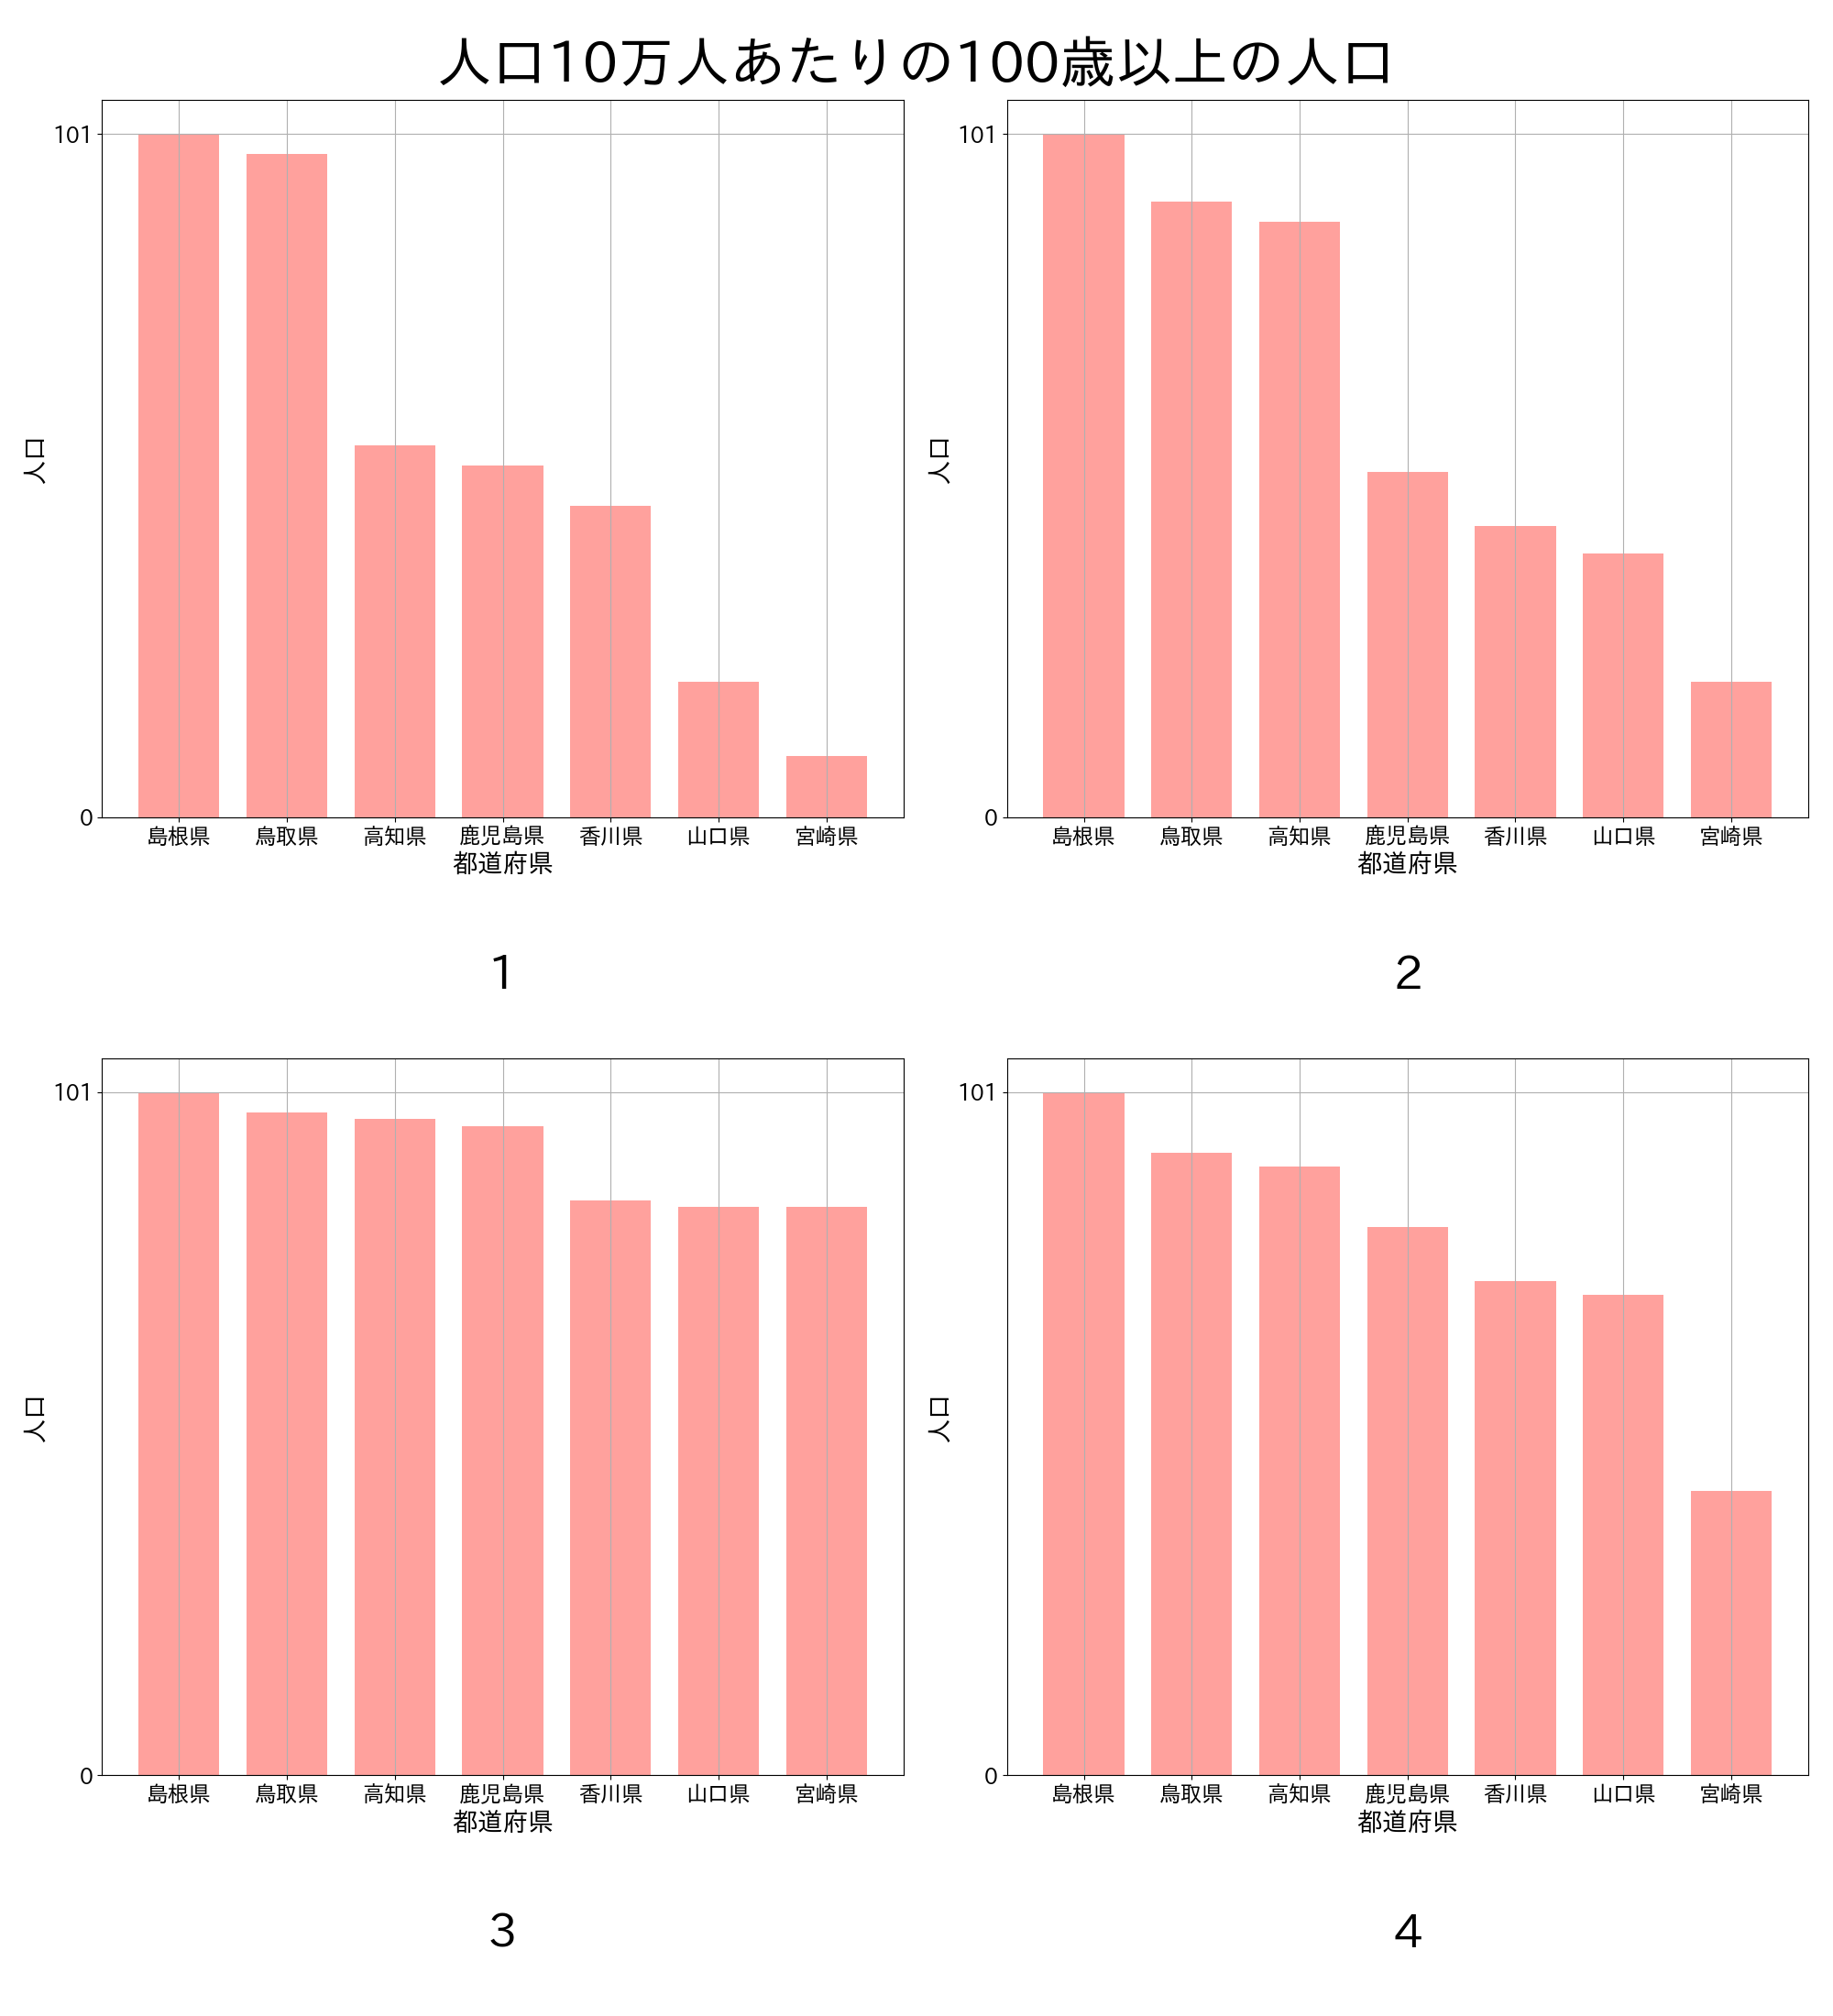 人口10万人あたりの100歳以上の人口
101
0
人口
島根県 鳥取県 高知県 鹿児島県 香川県 山口県 宮崎県
都道府県
1
101
0
人口
島根県 鳥取県 高知県 鹿児島県 香川県 山口県 宮崎県
都道府県
2
101
0
人口
島根県 鳥取県 高知県 鹿児島県 香川県 山口県 宮崎県
都道府県
3
101
0
人口
島根県 鳥取県 高知県 鹿児島県 香川県 山口県 宮崎県
都道府県
4